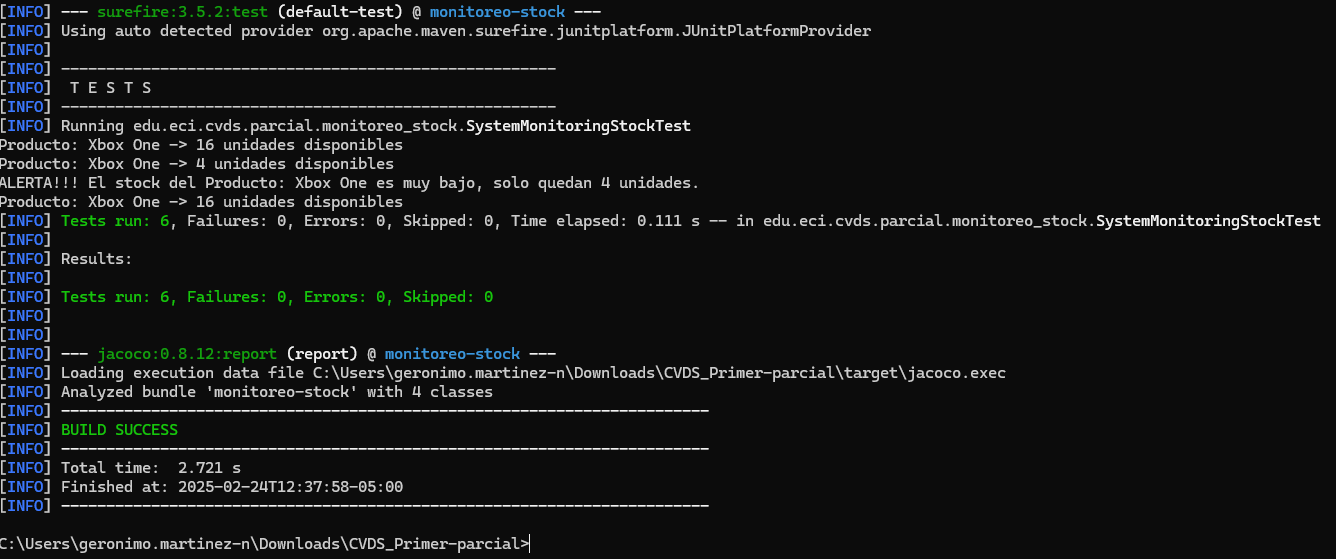 [INFO] --- surefire:3.5.2:test (default-test) @ monitoreo-stock ---
[INFO] Using auto detected provider org.apache.maven.surefire.junitplatform.JUnitPlatformProvider
[INFO]
[INFO] -------------------------------------------------------
[INFO]  T E S T S
[INFO] -------------------------------------------------------
[INFO] Running edu.eci.cvds.parcial.monitoreo_stock.SystemMonitoringStockTest
Producto: Xbox One -> 16 unidades disponibles
Producto: Xbox One -> 4 unidades disponibles
ALERTA!!! El stock del Producto: Xbox One es muy bajo, solo quedan 4 unidades.
Producto: Xbox One -> 16 unidades disponibles
[INFO] Tests run: 6, Failures: 0, Errors: 0, Skipped: 0, Time elapsed: 0.111 s -- in edu.eci.cvds.parcial.monitoreo_stock.SystemMonitoringStockTest
[INFO]
[INFO] Results:
[INFO]
[INFO] Tests run: 6, Failures: 0, Errors: 0, Skipped: 0
[INFO]
[INFO]
[INFO] --- jacoco:0.8.12:report (report) @ monitoreo-stock ---
[INFO] Loading execution data file C:\Users\geronimo.martinez-n\Downloads\CVDS_Primer-parcial\target\jacoco.exec
[INFO] Analyzed bundle 'monitoreo-stock' with 4 classes
[INFO] ------------------------------------------------------------------------
[INFO] BUILD SUCCESS
[INFO] ------------------------------------------------------------------------
[INFO] Total time:  2.721 s
[INFO] Finished at: 2025-02-24T12:37:58-05:00
[INFO] ------------------------------------------------------------------------
C:\Users\geronimo.martinez-n\Downloads\CVDS_Primer-parcial>